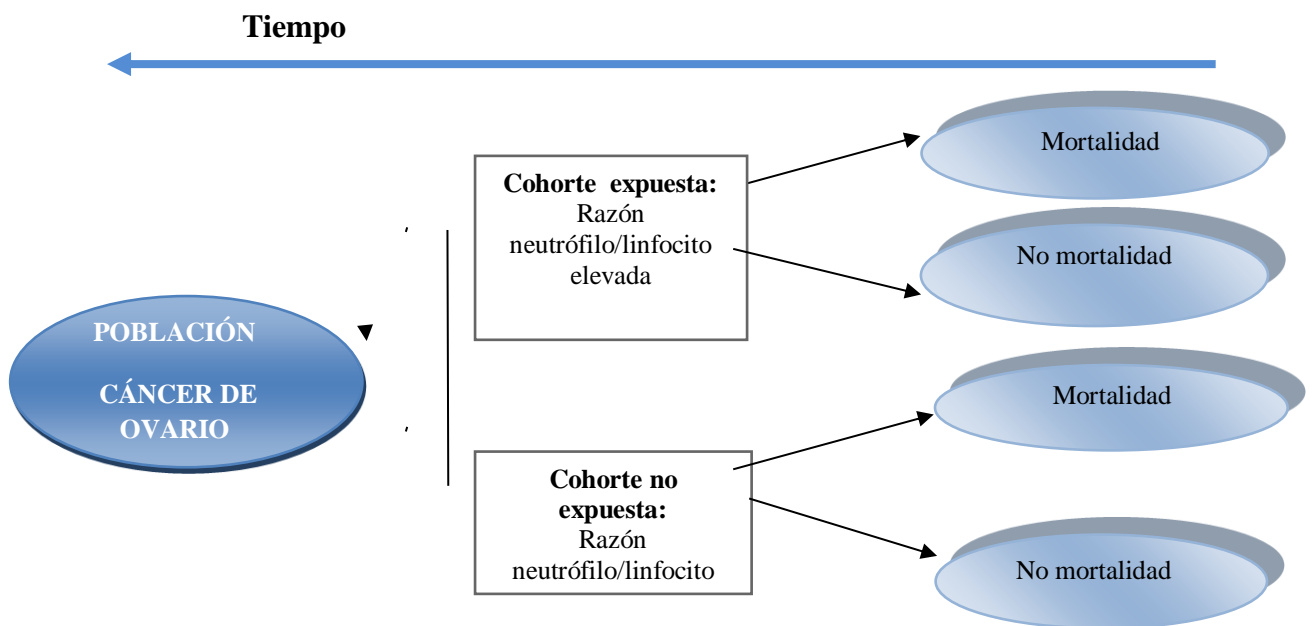 Tiempo
Cohorte expuesta:
Razón
neutrófilo/linfocito
elevada
Mortalidad
No mortalidad
POBLACIÓN
CÁNCER DE
OVARIO
Cohorte no
expuesta:
Razón
neutrófilo/linfocito
Mortalidad
No mortalidad